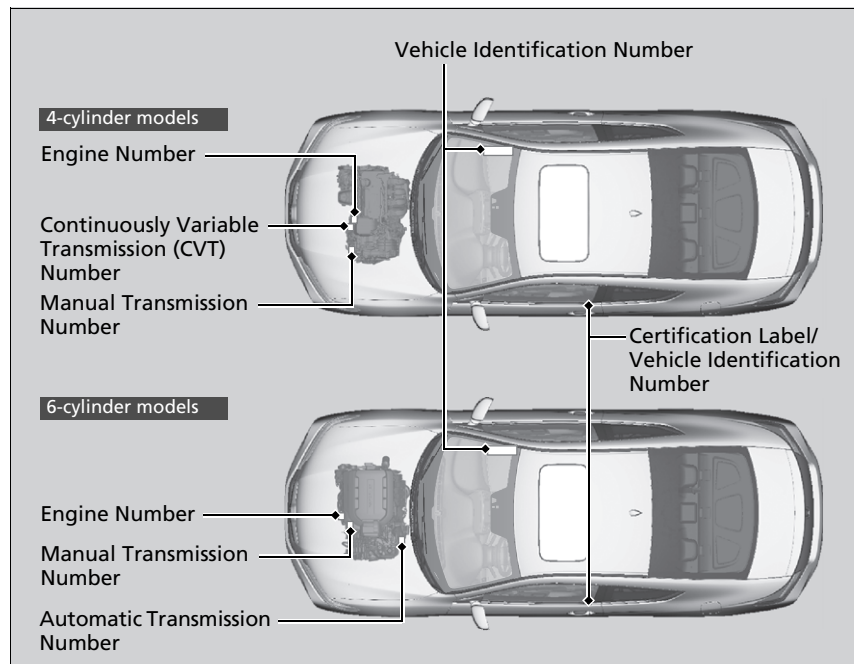 Vehicle Identification Number
4-cylinder models
Engine Number
Continuously Variable
Transmission (CVT)
Number
Manual Transmission
Number
Certification Label/
Vehicle Identification
Number
6-cylinder models
Engine Number
Manual Transmission
Number
Automatic Transmission
Number